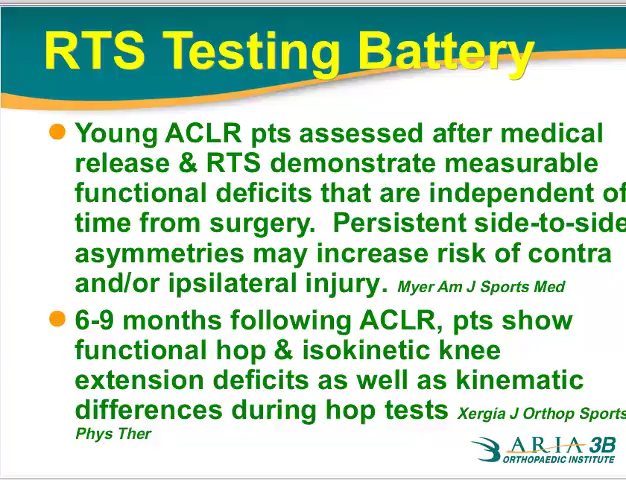 RTS Testing Battery
Young ACLR pts assessed after medical
release & RTS demonstrate measurable
functional deficits that are independent of
time from surgery.  Persistent side-to-side
asymmetries may increase risk of contra
and/or ipsilateral injury. Myer Am J Sports Med
6-9 months following ACLR, pts show
functional hop & isokinetic knee
extension deficits as well as kinematic
differences during hop tests Xergia J Orthop Sports
Phys Ther
ARIA 3B
ORTHOPAEDIC INSTITUTE